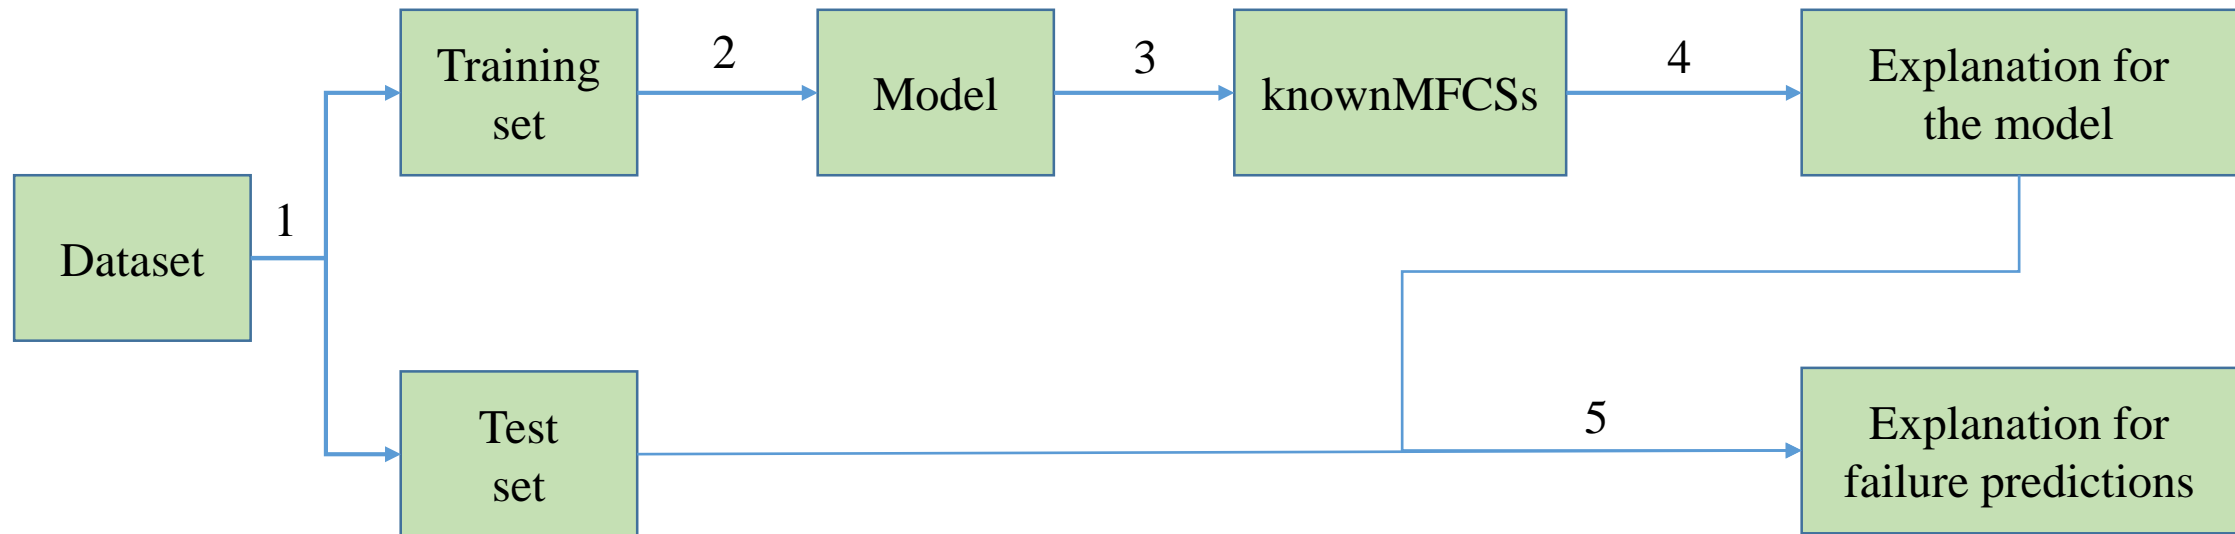 Dataset
1
Training
set
2
Model
3
knownMFCSs
4
Explanation for
the model
Test
set
5
Explanation for
failure predictions